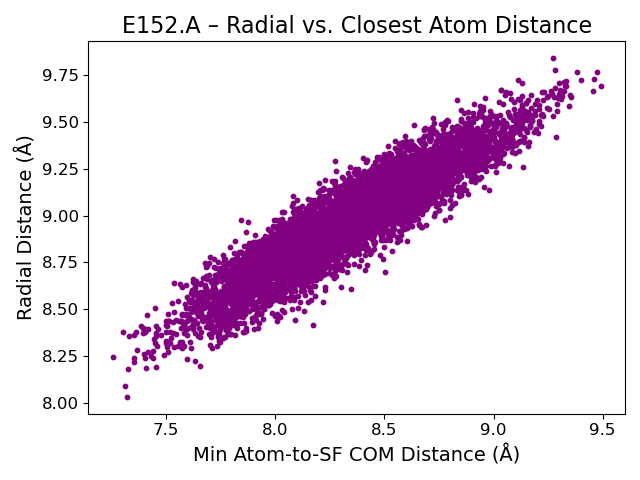 E152.A – Radial vs. Closest Atom Distance
Radial Distance (Å)
9.75
9.50
9.25
9.00
8.75
8.50
8.25
8.00
7.5 8.0 8.5 9.0 9.5
Min Atom-to-SF COM Distance (Å)